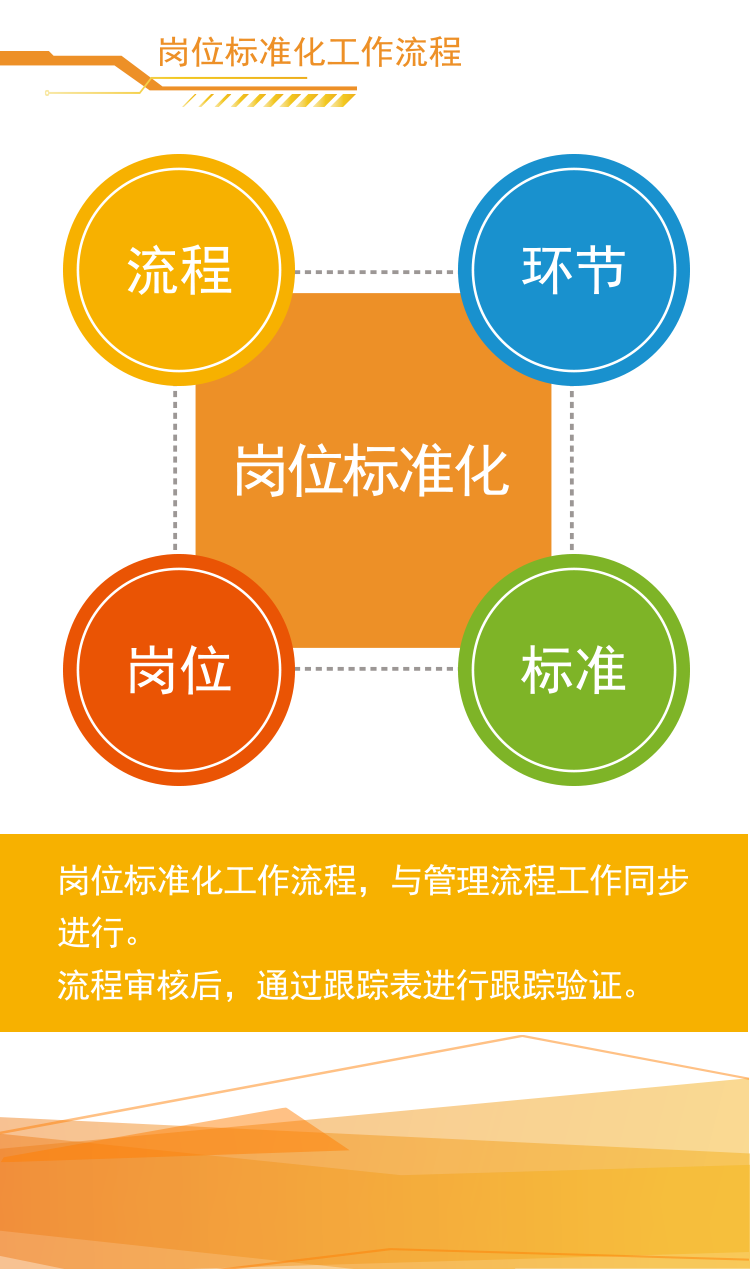 岗位标准化工作流程
流程
环节
岗位标准化
岗位
标准
岗位标准化工作流程，与管理流程工作同步
进行。
流程审核后，通过跟踪表进行跟踪验证。